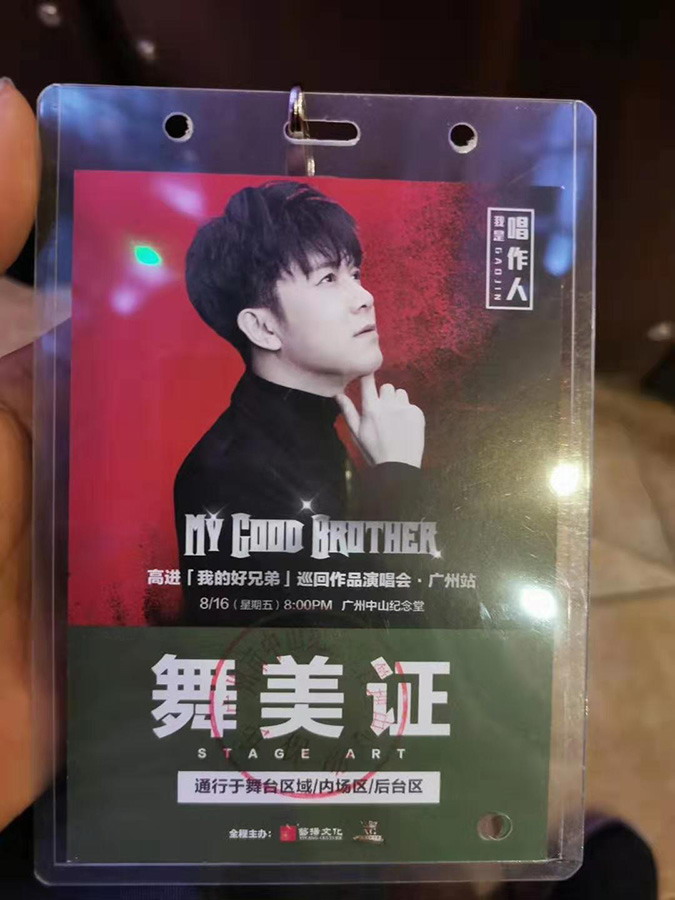 我是
唱作人
GAOJIN
MY GOOD BROTHER
高进「我的好兄弟」巡回作品演唱会·广州站
8/16(星期五)8:00PM 广州中山纪念堂
舞美证
STAGE ART
通行于舞台区域/内场区/后台区
全程主办: